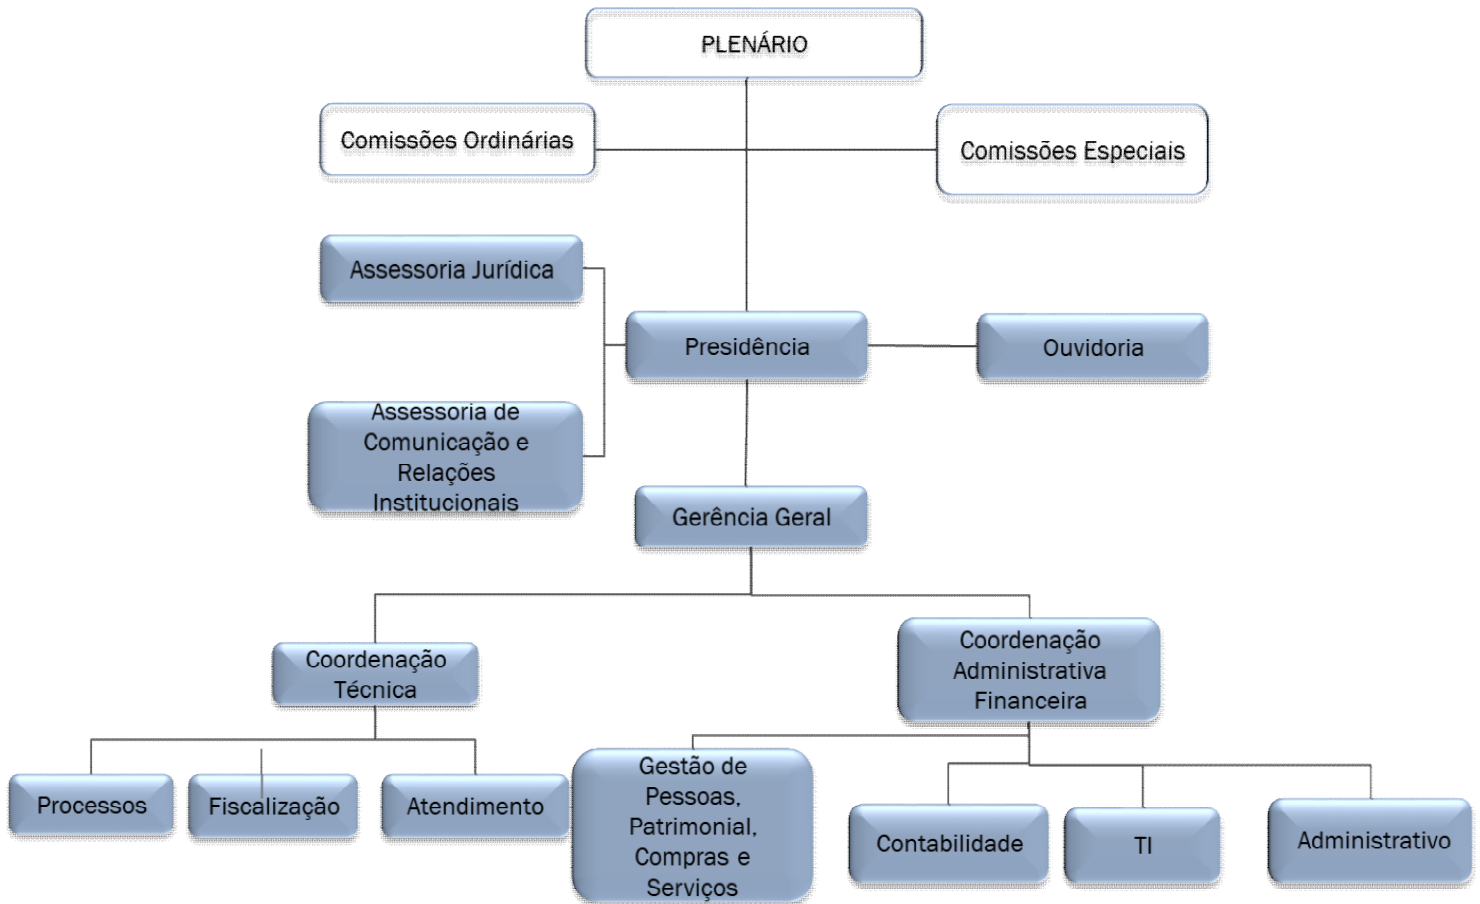 PLENÁRIO
Comissões Ordinárias
Comissões Especiais
Assessoria Jurídica
Presidência
Ouvidoria
Assessoria de
Comunicação e
Relações
Institucionais
Gerência Geral
Coordenação
Técnica
Coordenação
Administrativa
Financeira
Processos
Fiscalização
Atendimento
Gestão de
Pessoas,
Patrimonial,
Compras e
Serviços
Contabilidade
TI
Administrativo